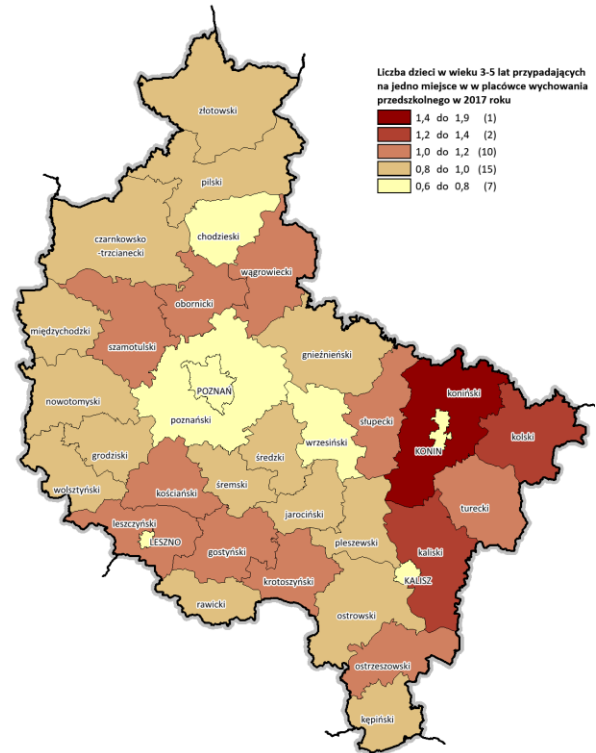 Liczba dzieci w wieku 3-5 lat przypadających
na jedno miejsce w w placówce wychowania
przedszkolnego w 2017 roku
1,4 do 1,9 (1)
1,2 do 1,4 (2)
1,0 do 1,2 (10)
0,8 do 1,0 (15)
0,6 do 0,8 (7)
złotowski
pilski
chodzieski
czarnkowsko
-trzcianecki
wągrowiecki
obornicki
międzychodzki
szamotulski
gnieźnieński
POZNAŃ
koniński
nowotomyski
poznański
słupecki
wrzesiński
kolski
KONIN
grodziski
średzki
wolsztyński
kościański
śremski
turecki
jarociński
leszczyński
LESZNO
pleszewski
gostyński
kaliski
krotoszyński
KALISZ
rawicki
ostrowski
ostrzeszowski
kępiński